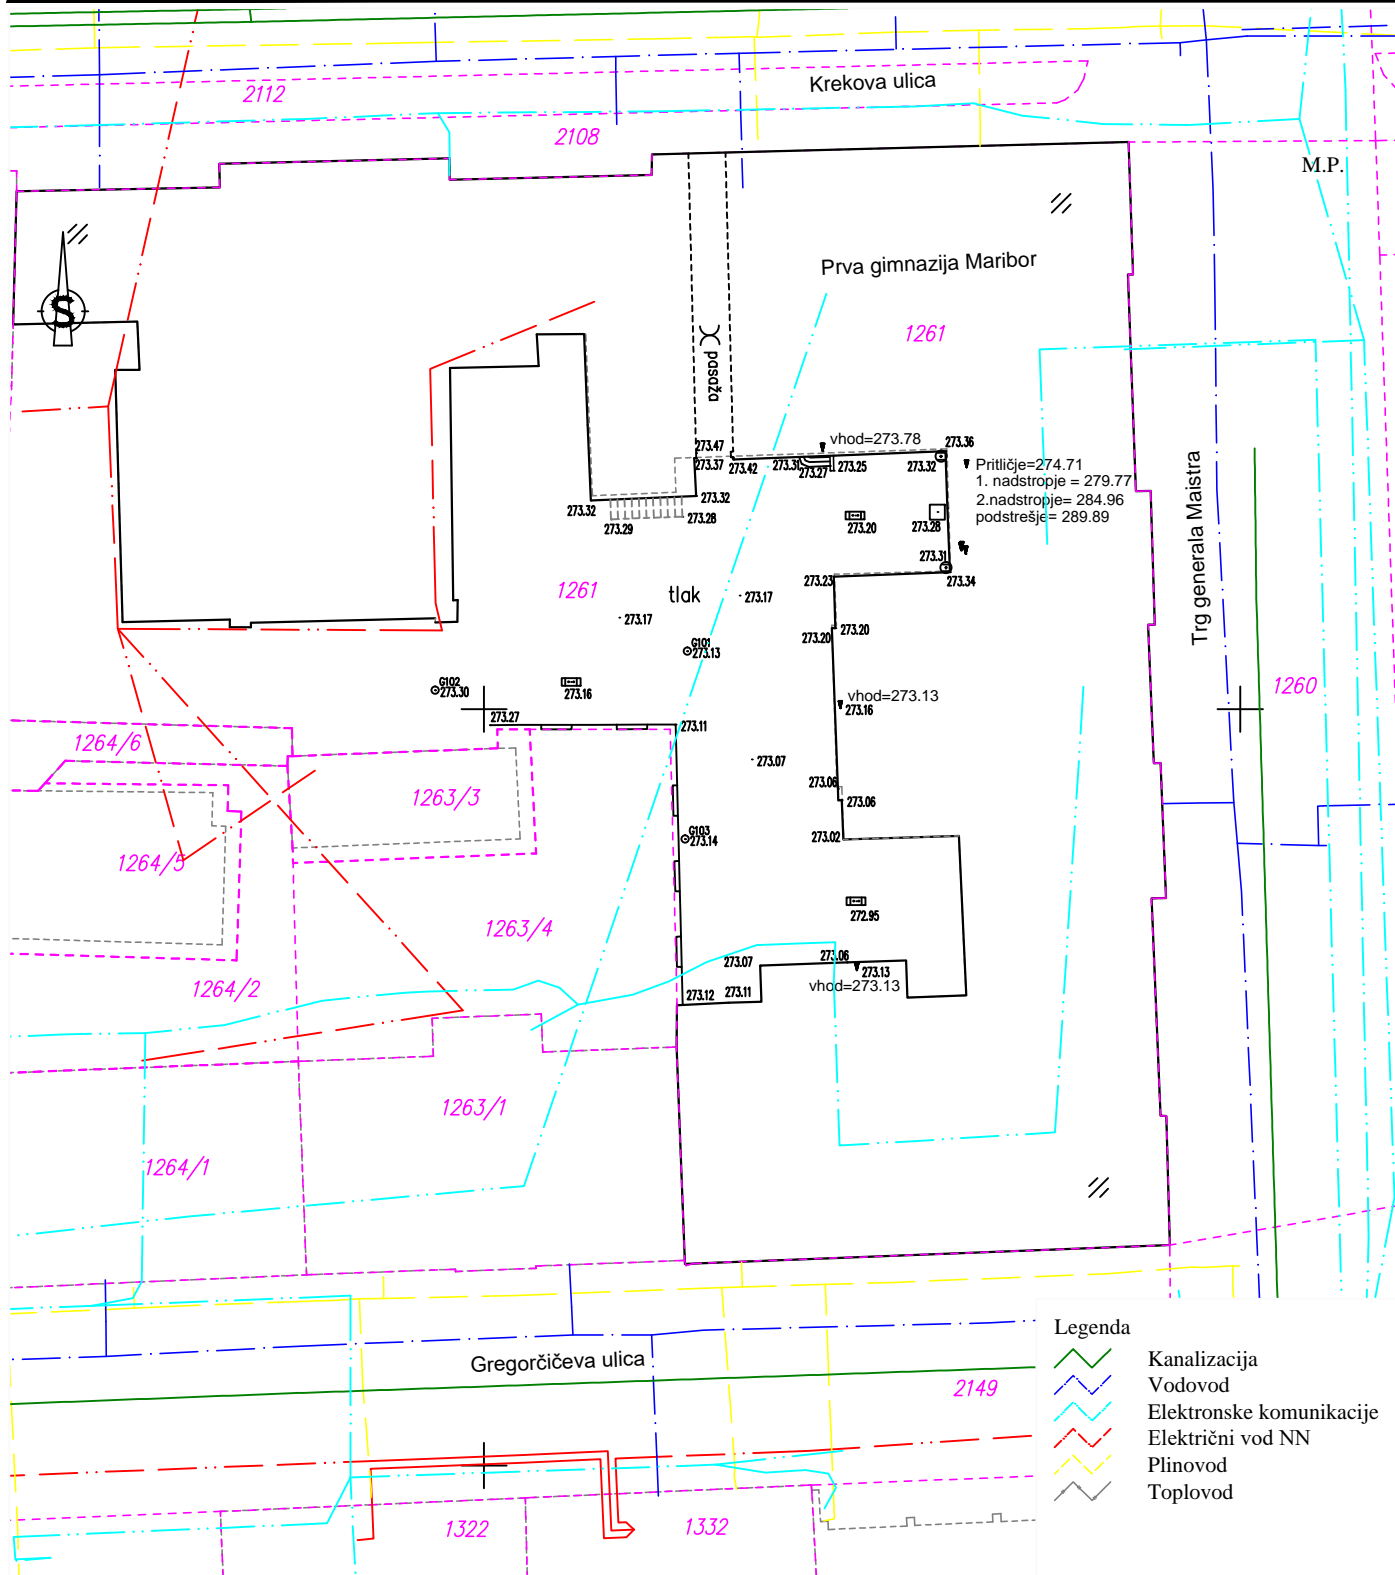 Krekova ulica
2112
2108
M.P.
S
Prva gimnazija Maribor
1261
pasaža
vhod=273.78
273.47
273.37
273.42
273.31
273.27
273.25
273.32
273.36
Pritličje=274.71
1. nadstropje = 279.77
2.nadstropje= 284.96
podstrešje= 289.89
273.32
273.32
273.29
273.28
273.20
273.28
273.31
273.34
273.23
Trg generala Maistra
1261
tlak
273.17
273.17
273.20
273.20
G101
273.13
G102
273.30
273.16
273.27
273.11
vhod=273.13
273.16
1260
1264/6
273.07
273.06
273.06
1263/3
G103
273.14
273.02
1264/5
272.95
1263/4
273.07
273.06
273.13
vhod=273.13
1264/2
273.12
273.11
1263/1
1264/1
Gregorčičeva ulica
2149
1322
1332
Legenda
Kanalizacija
Vodovod
Elektronske komunikacije
Električni vod NN
Plinovod
Toplovod